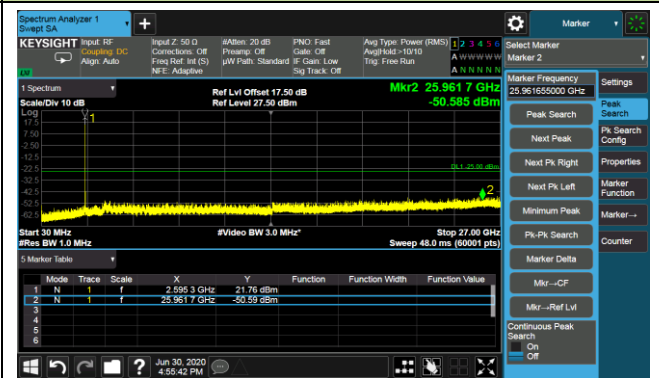 Spectrum Analyzer 1
Swept SA
+
Marker
KEYSIGHT Input: RF
Coupling: DC
Align: Auto
Input Z: 50 Ω
Corrections: Off
Freq Ref: Int (S)
NFE: Adaptive
#Atten: 20 dB
Preamp: Off
µW Path: Standard
PNO: Fast
Gate: Off
IF Gain: Low
Sig Track: Off
Avg Type: Power (RMS)
Avg|Hold:>10/10
Trig: Free Run
1 2 3 4 5 6
A W W W W W
A N N N N N
LXI
Select Marker
Marker 2
1 Spectrum
Scale/Div 10 dB
Ref Lvl Offset 17.50 dB
Ref Level 27.50 dBm
Mkr2 25.961 7 GHz
-50.585 dBm
Log
17.5
7.50
-2.50
-12.5
-22.5
-32.5
-42.5
-52.5
-62.5
1
DL1 -25.00 dBm
2
Start 30 MHz
#Res BW 1.0 MHz
#Video BW 3.0 MHz*
Stop 27.00 GHz
Sweep 48.0 ms (60001 pts)
5 Marker Table
Mode Trace Scale X Y Function Function Width Function Value
1 N 1 f 2.595 3 GHz 21.76 dBm
2 N 1 f 25.961 7 GHz -50.59 dBm
3
4
5
6
Marker Frequency
25.961655000 GHz
Peak Search
Next Peak
Next Pk Right
Next Pk Left
Minimum Peak
Pk-Pk Search
Marker Delta
Mkr→CF
Mkr→Ref Lvl
Continuous Peak
Search
On
Off
Settings
Peak
Search
Pk Search
Config
Properties
Marker
Function
Marker→
Counter
?
Jun 30, 2020
4:55:42 PM